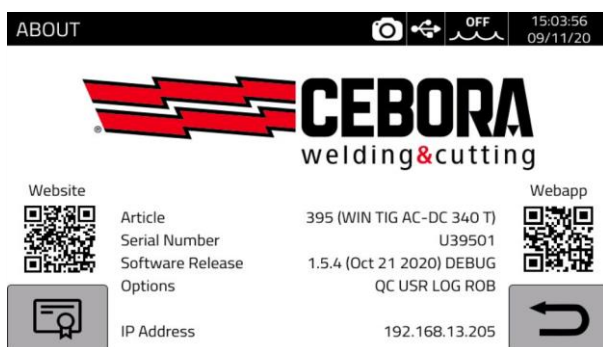 ABOUT
OFF
15:03:56
09/11/20
®
CEBORA
welding&cutting
Website
Webapp
Article 395 (WIN TIG AC-DC 340 T)
Serial Number U39501
Software Release 1.5.4 (Oct 21 2020) DEBUG
Options QC USR LOG ROB
IP Address 192.168.13.205